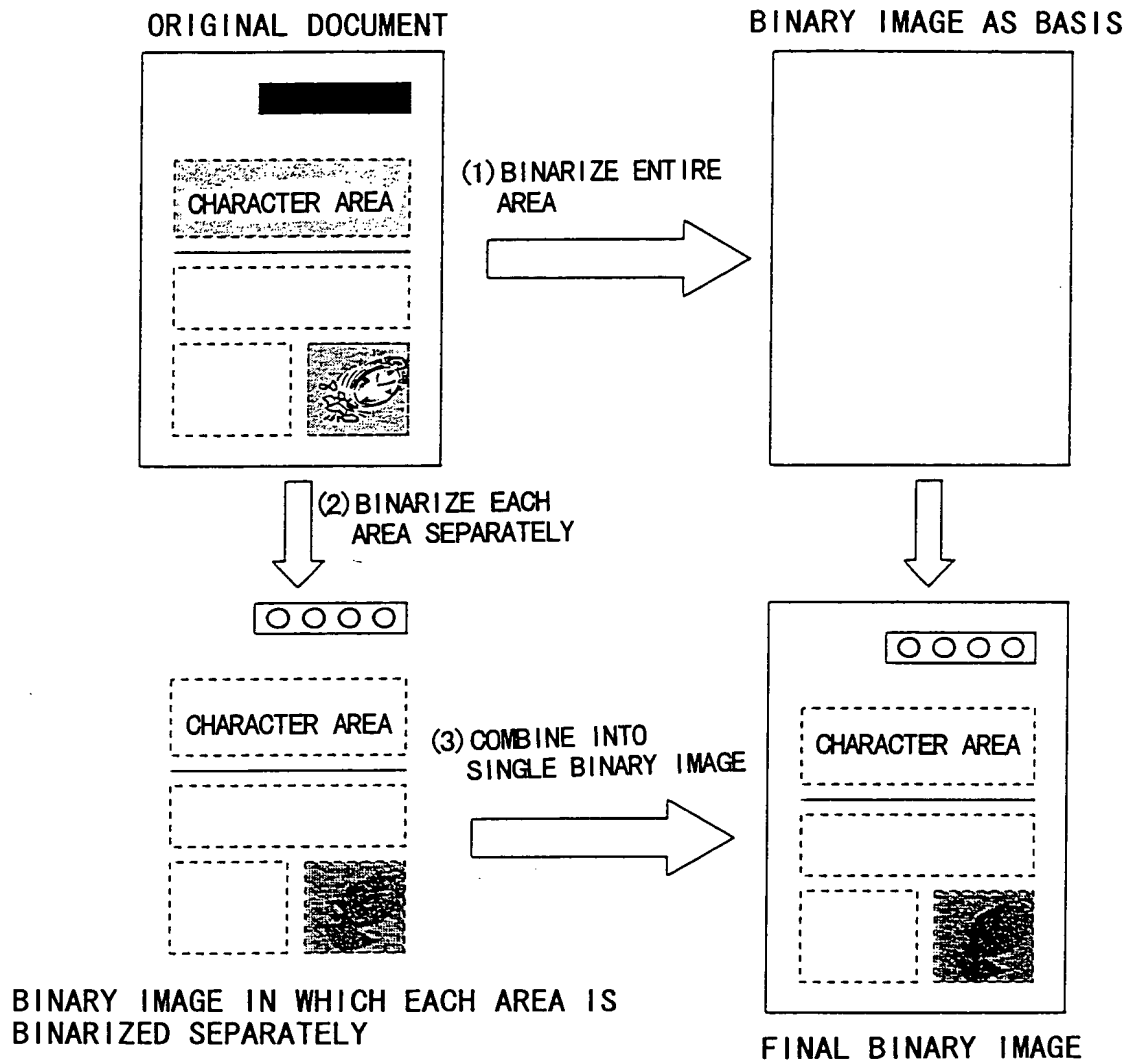 ORIGINAL DOCUMENT
BINARY IMAGE AS BASIS
CHARACTER AREA
(1) BINARIZE ENTIRE
AREA
(2) BINARIZE EACH
AREA SEPARATELY
○○○○
○○○○
CHARACTER AREA
(3) COMBINE INTO
SINGLE BINARY IMAGE
CHARACTER AREA
BINARY IMAGE IN WHICH EACH AREA IS
BINARIZED SEPARATELY
FINAL BINARY IMAGE